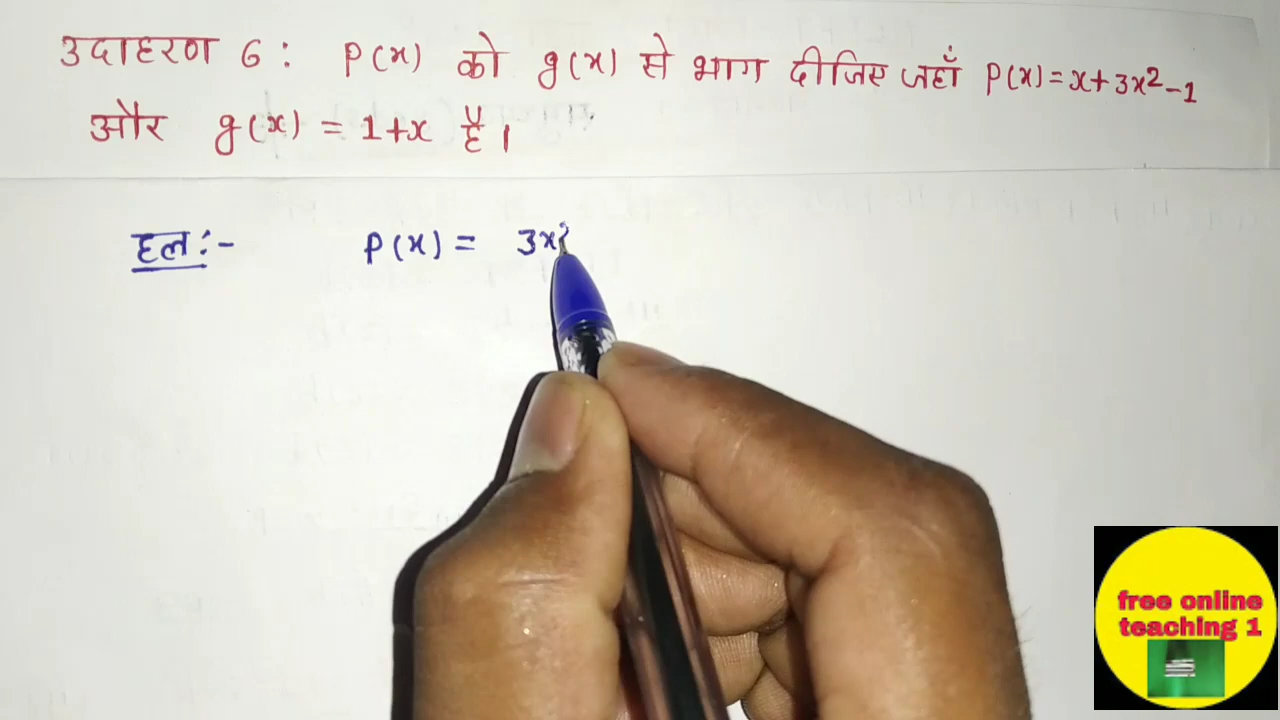 उदाहरण 6 : P(x) को g(x) से भाग दीजिए जहाँ P(x) = x + 3x² - 1
और g(x) = 1 + x है।
हल :- P(x) = 3x²
free online
teaching 1